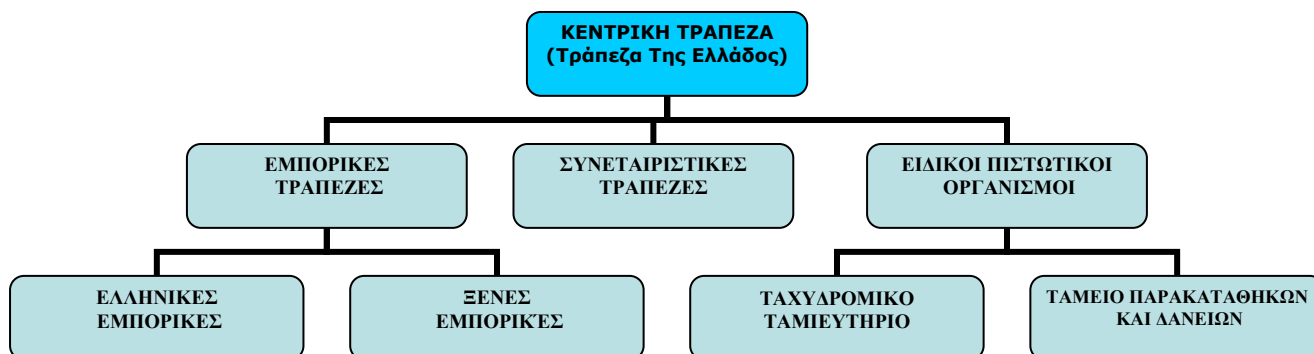 ΚΕΝΤΡΙΚΗ ΤΡΑΠΕΖΑ
(Τράπεζα Της Ελλάδος)
ΕΜΠΟΡΙΚΕΣ
ΤΡΑΠΕΖΕΣ
ΣΥΝΕΤΑΙΡΙΣΤΙΚΕΣ
ΤΡΑΠΕΖΕΣ
ΕΙΔΙΚΟΙ ΠΙΣΤΩΤΙΚΟΙ
ΟΡΓΑΝΙΣΜΟΙ
ΕΛΛΗΝΙΚΕΣ
ΕΜΠΟΡΙΚΕΣ
ΞΕΝΕΣ
ΕΜΠΟΡΙΚΈΣ
ΤΑΧΥΔΡΟΜΙΚΟ
ΤΑΜΙΕΥΤΗΡΙΟ
ΤΑΜΕΙΟ ΠΑΡΑΚΑΤΑΘΗΚΩΝ
ΚΑΙ ΔΑΝΕΙΩΝ